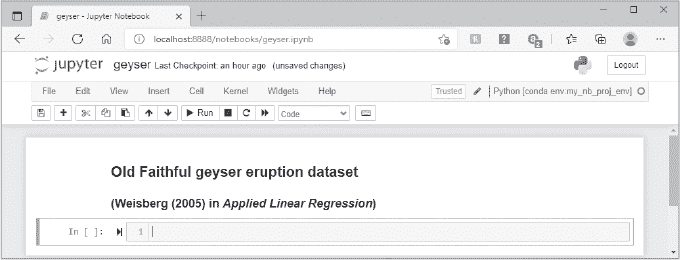 geyser - Jupyter Notebook
localhost:8888/notebooks/geyser.ipynb
2
jupyter geyser Last Checkpoint: an hour ago (unsaved changes) Logout
File Edit View Insert Cell Kernel Widgets Help Trusted Python [conda env:my_nb_proj_env]
Run Code
Old Faithful geyser eruption dataset
(Weisberg (2005) in Applied Linear Regression)
In [ ]: 1